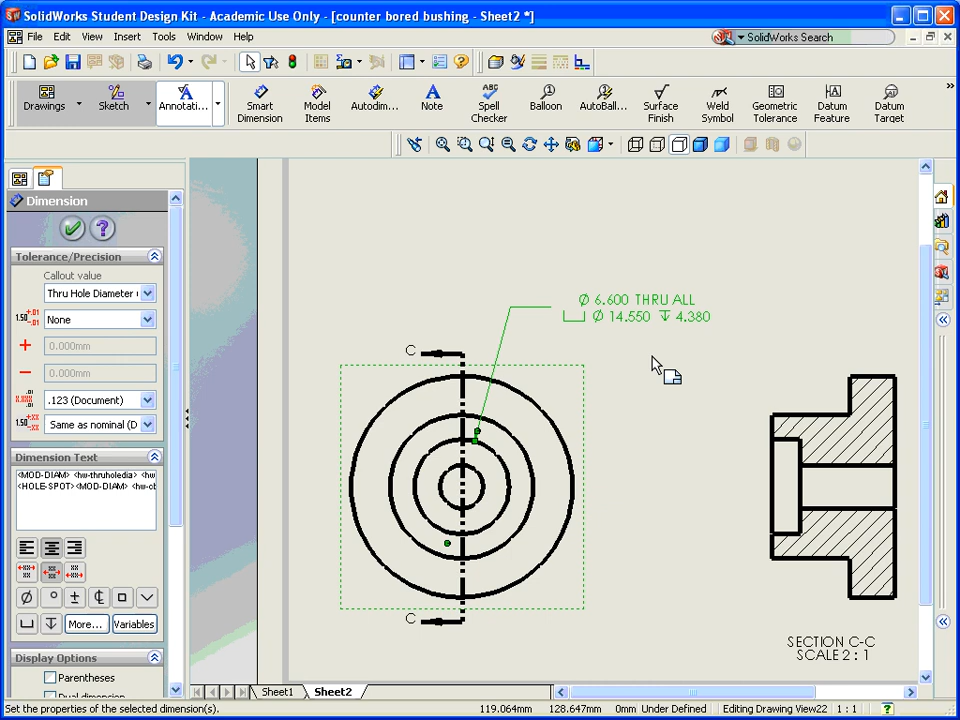 SolidWorks Student Design Kit - Academic Use Only - [counter bored bushing - Sheet2 *]
File Edit View Insert Tools Window Help
SolidWorks Search
Drawings Sketch Annotati... Smart Dimension Model Items Autodim... Note Spell Checker Balloon AutoBall... Surface Finish Weld Symbol Geometric Tolerance Datum Feature Datum Target
Dimension
Tolerance/Precision
Callout value
Thru Hole Diameter
None
0.000mm
0.000mm
.123 (Document)
Same as nominal (D
Dimension Text
<MOD-DIAM> <hw-thruholedia> <hw
<HOLE-SPOT><MOD-DIAM> <hw-cb
More... Variables
Display Options
Parentheses
Dual dimension
Ø 6.600 THRU ALL
⌴ Ø 14.550 ↧ 4.380
C
C
SECTION C-C
SCALE 2 : 1
Sheet1 Sheet2
Set the properties of the selected dimension(s).
119.064mm 128.647mm 0mm Under Defined Editing Drawing View22 1 : 1